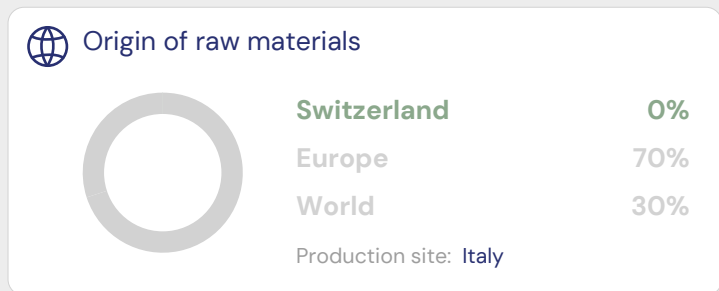 Origin of raw materials
Switzerland 0%
Europe 70%
World 30%
Production site: Italy